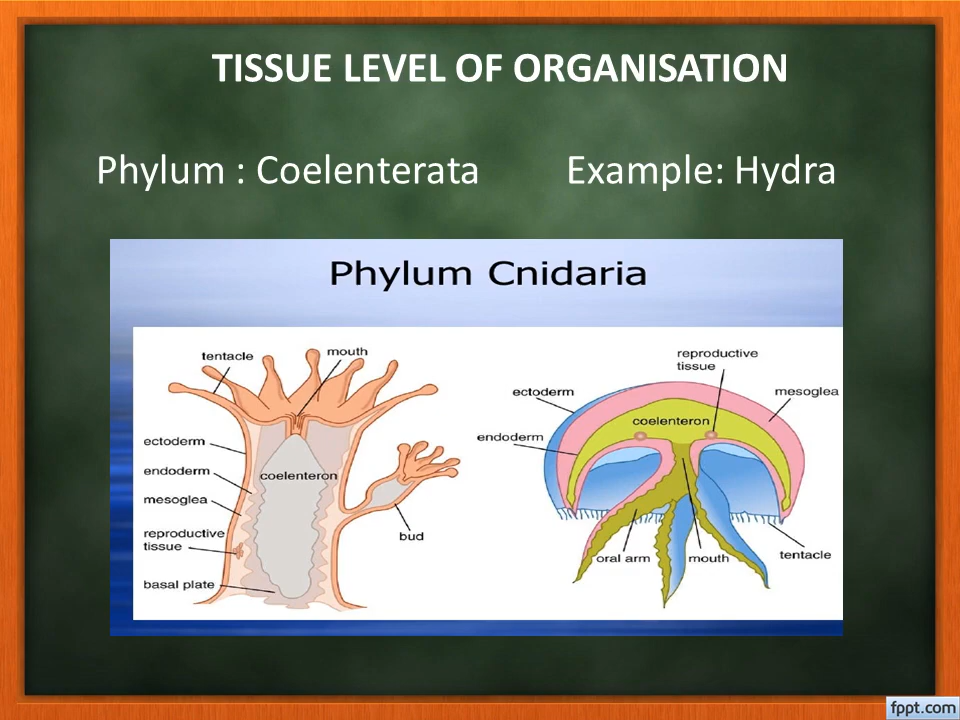 TISSUE LEVEL OF ORGANISATION
Phylum : Coelenterata Example: Hydra
Phylum Cnidaria
tentacle
mouth
ectoderm
endoderm
coelenteron
mesoglea
reproductive
tissue
basal plate
bud
reproductive
tissue
ectoderm
mesoglea
coelenteron
endoderm
oral arm
mouth
tentacle
fppt.com